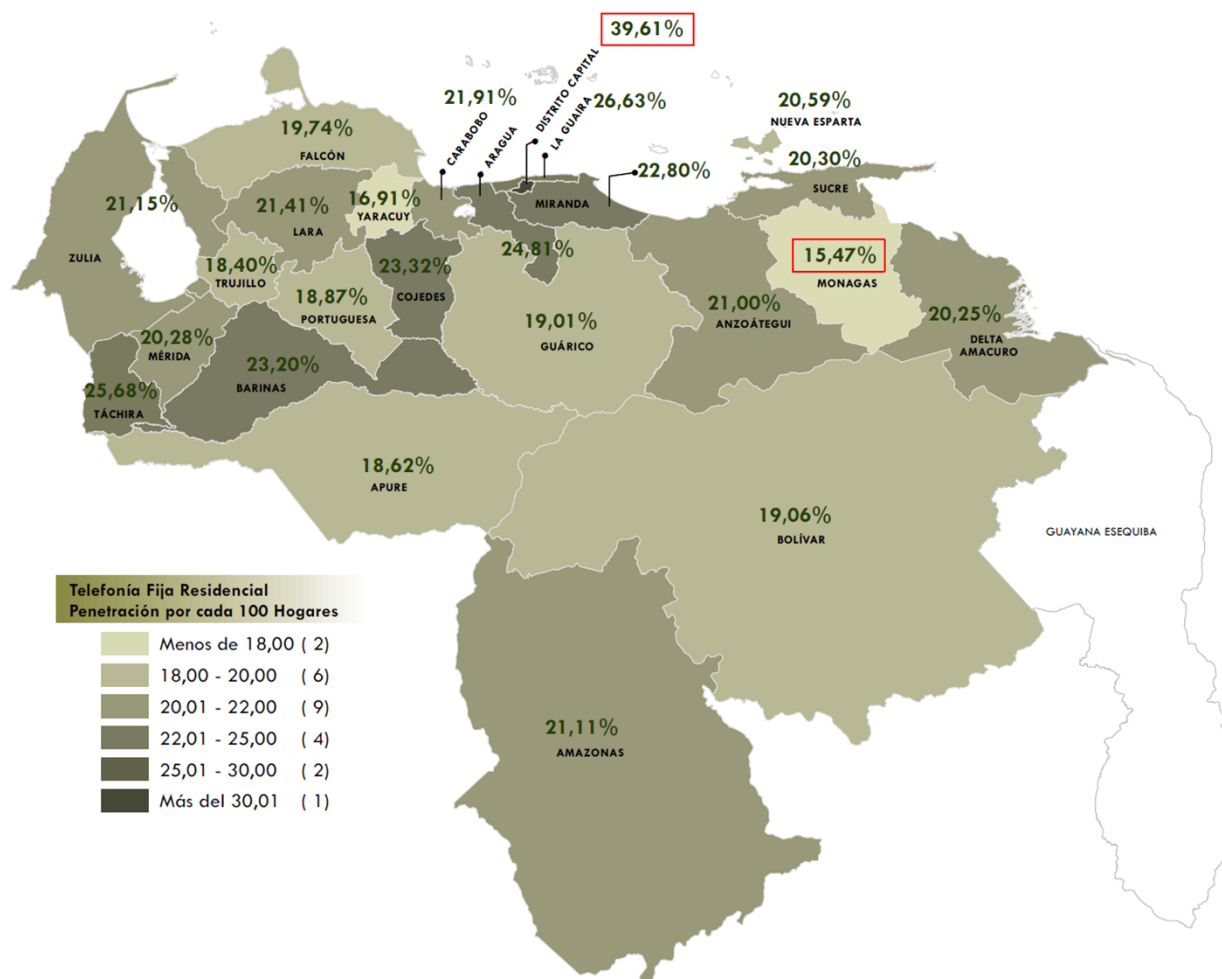 39,61%
DISTRITO CAPITAL
LA GUAIRA
26,63%
21,91%
CARABOBO
ARAGUA
20,59%
NUEVA ESPARTA
19,74%
FALCÓN
20,30%
SUCRE
22,80%
MIRANDA
21,15%
ZULIA
21,41%
LARA
16,91%
YARACUY
24,81%
15,47%
MONAGAS
18,40%
TRUJILLO
23,32%
COJEDES
18,87%
PORTUGUESA
19,01%
GUÁRICO
21,00%
ANZOÁTEGUI
20,25%
DELTA
AMACURO
20,28%
MÉRIDA
23,20%
BARINAS
25,68%
TÁCHIRA
18,62%
APURE
19,06%
BOLÍVAR
GUAYANA ESEQUIBA
21,11%
AMAZONAS
Telefonía Fija Residencial
Penetración por cada 100 Hogares
Menos de 18,00 ( 2)
18,00 - 20,00 ( 6)
20,01 - 22,00 ( 9)
22,01 - 25,00 ( 4)
25,01 - 30,00 ( 2)
Más del 30,01 ( 1)